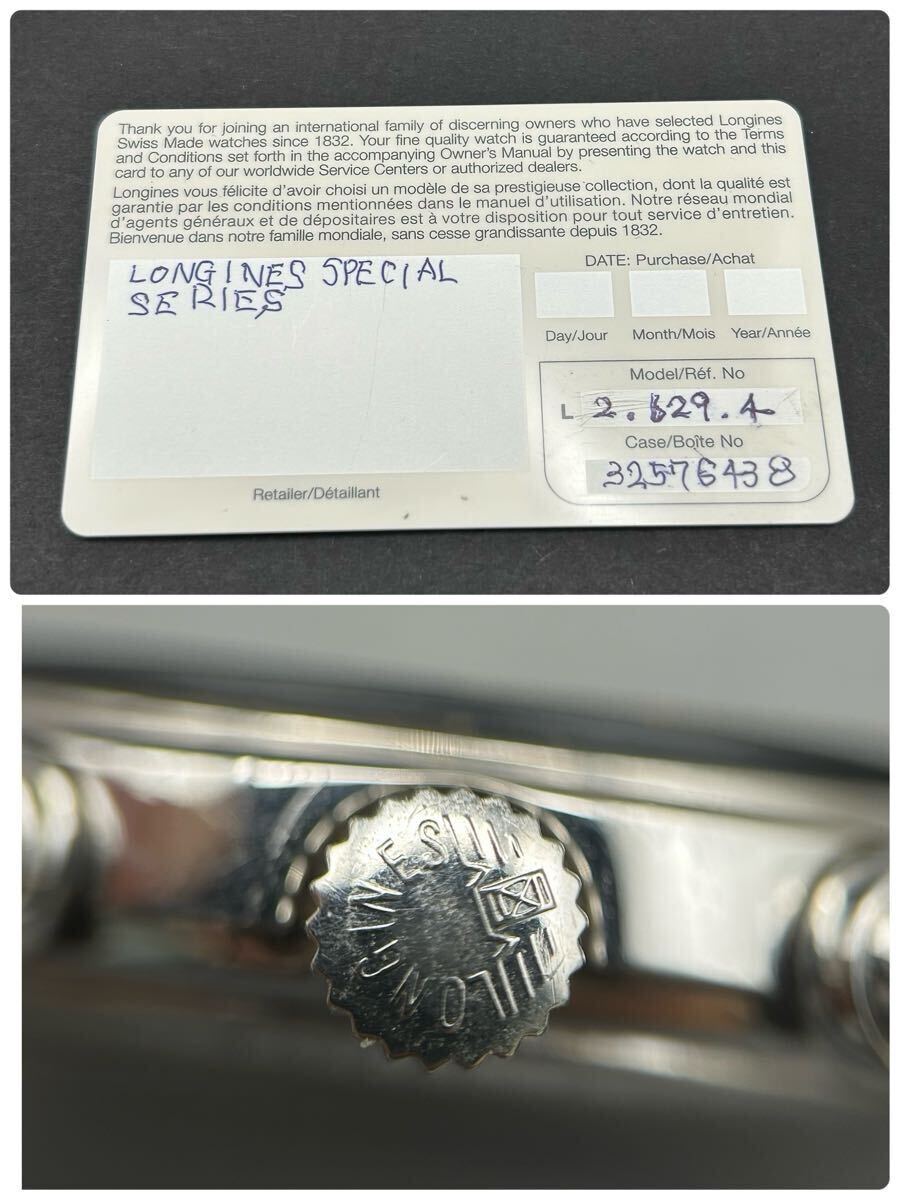 Thank you for joining an international family of discerning owners who have selected Longines
Swiss Made watches since 1832. Your fine quality watch is guaranteed according to the Terms
and Conditions set forth in the accompanying Owner's Manual by presenting the watch and this
card to any of our worldwide Service Centers or authorized dealers.
Longines vous félicite d'avoir choisi un modèle de sa prestigieuse collection, dont la qualité est
garantie par les conditions mentionnées dans le manuel d'utilisation. Notre réseau mondial
d'agents généraux et de dépositaires est à votre disposition pour tout service d'entretien.
Bienvenue dans notre famille mondiale, sans cesse grandissante depuis 1832.
LONGINES SPECIAL
SERIES
Retailer/Détaillant
DATE: Purchase/Achat
Day/Jour Month/Mois Year/Année
Model/Réf. No
L 2.629.4
Case/Boîte No
32576438
LONGINES